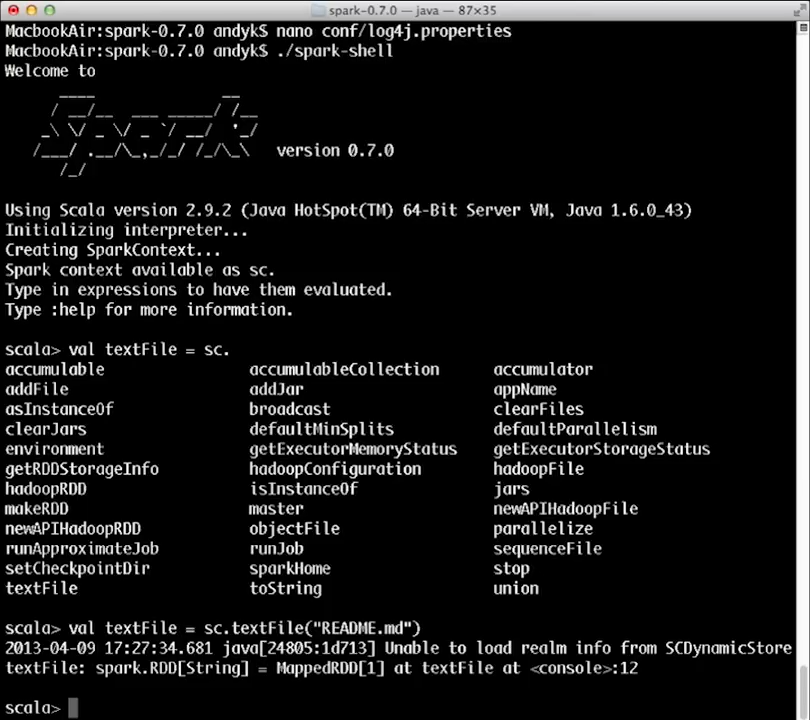 spark-0.7.0 — java — 87×35
MacbookAir:spark-0.7.0 andyk$ nano conf/log4j.properties
MacbookAir:spark-0.7.0 andyk$ ./spark-shell
Welcome to
      ____              __
     / __/__  ___ _____/ /__
    _\ \/ _ \/ _ `/ __/  '_/
   /___/ .__/\_,_/_/ /_/\_\   version 0.7.0
      /_/
Using Scala version 2.9.2 (Java HotSpot(TM) 64-Bit Server VM, Java 1.6.0_43)
Initializing interpreter...
Creating SparkContext...
Spark context available as sc.
Type in expressions to have them evaluated.
Type :help for more information.
scala> val textFile = sc.
accumulable accumulableCollection accumulator
addFile addJar appName
asInstanceOf broadcast clearFiles
clearJars defaultMinSplits defaultParallelism
environment getExecutorMemoryStatus getExecutorStorageStatus
getRDDStorageInfo hadoopConfiguration hadoopFile
hadoopRDD isInstanceOf jars
makeRDD master newAPIHadoopFile
newAPIHadoopRDD objectFile parallelize
runApproximateJob runJob sequenceFile
setCheckpointDir sparkHome stop
textFile toString union
scala> val textFile = sc.textFile("README.md")
2013-04-09 17:27:34.681 java[24805:1d713] Unable to load realm info from SCDynamicStore
textFile: spark.RDD[String] = MappedRDD[1] at textFile at <console>:12
scala>